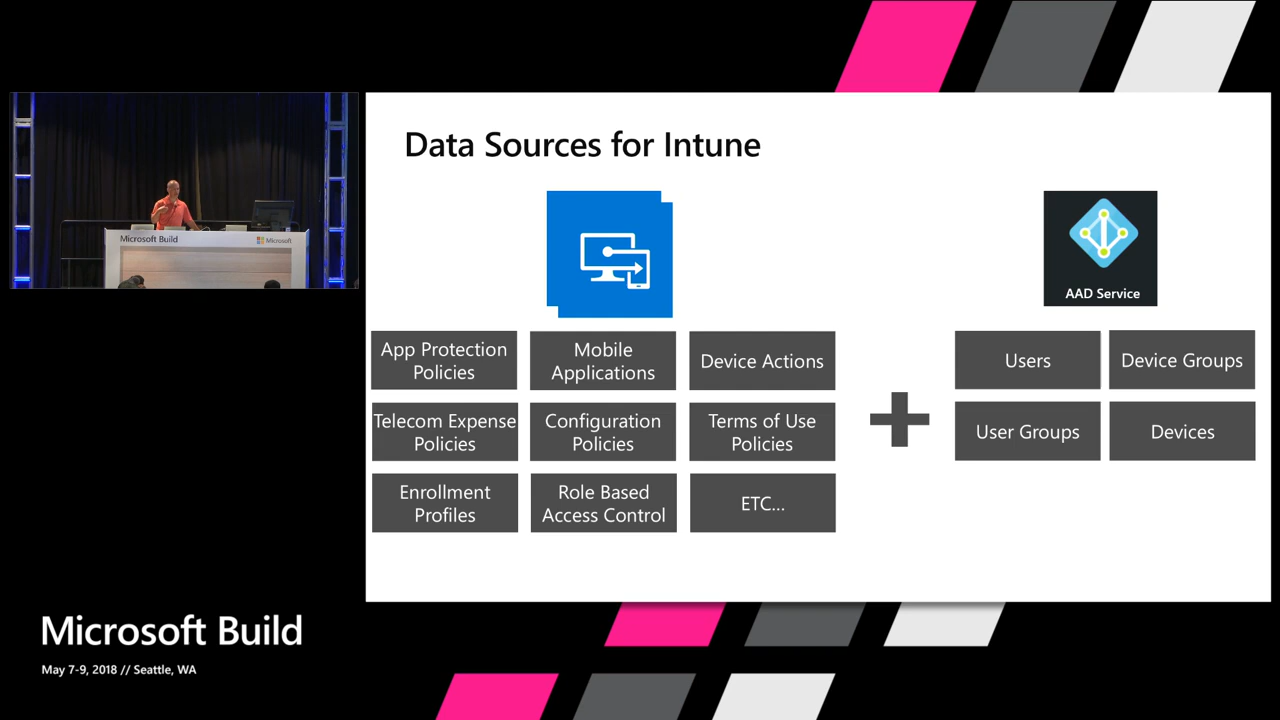 Microsoft Build
Microsoft
Data Sources for Intune
AAD Service
App Protection
Policies
Mobile
Applications
Device Actions
Telecom Expense
Policies
Configuration
Policies
Terms of Use
Policies
Enrollment
Profiles
Role Based
Access Control
ETC...
Users
Device Groups
User Groups
Devices
Microsoft Build
May 7-9, 2018 // Seattle, WA